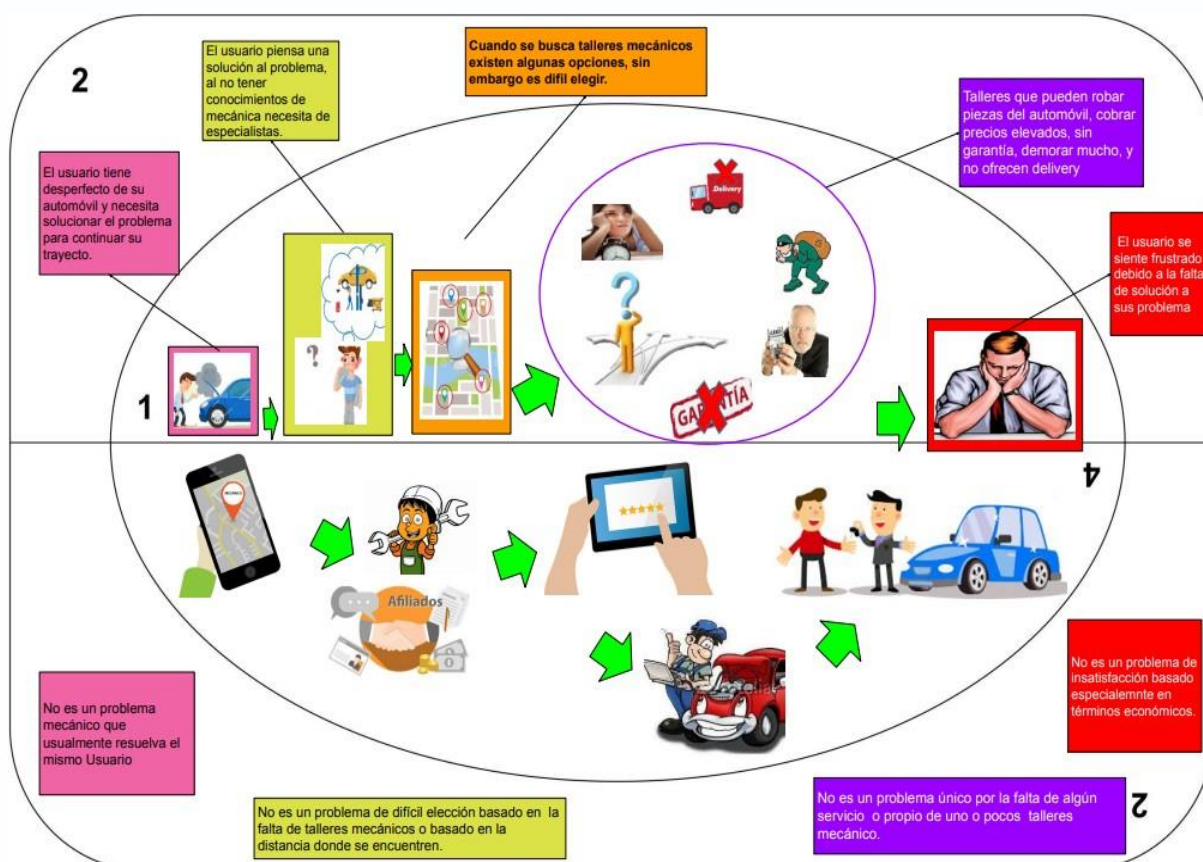 2
El usuario piensa una
solución al problema,
al no tener
conocimientos de
mecánica necesita de
especialistas.
Cuando se busca talleres mecánicos
existen algunas opciones, sin
embargo es difil elegir.
Talleres que pueden robar
piezas del automóvil, cobrar
precios elevados, sin
garantía, demorar mucho, y
no ofrecen delivery
El usuario tiene
desperfecto de su
automóvil y necesita
solucionar el problema
para continuar su
trayecto.
El usuario se
siente frustrado
debido a la falta
de solución a
sus problema
Delivery
?
?
GARANTÍA
1
4
MECÁNICO
Afiliados
No es un problema
mecánico que
usualmente resuelva el
mismo Usuario
No es un problema de difícil elección basado en la
falta de talleres mecánicos o basado en la
distancia donde se encuentren.
No es un problema único por la falta de algún
servicio o propio de uno o pocos talleres
mecánico.
2
No es un problema de
insatisfacción basado
especialemnte en
términos económicos.